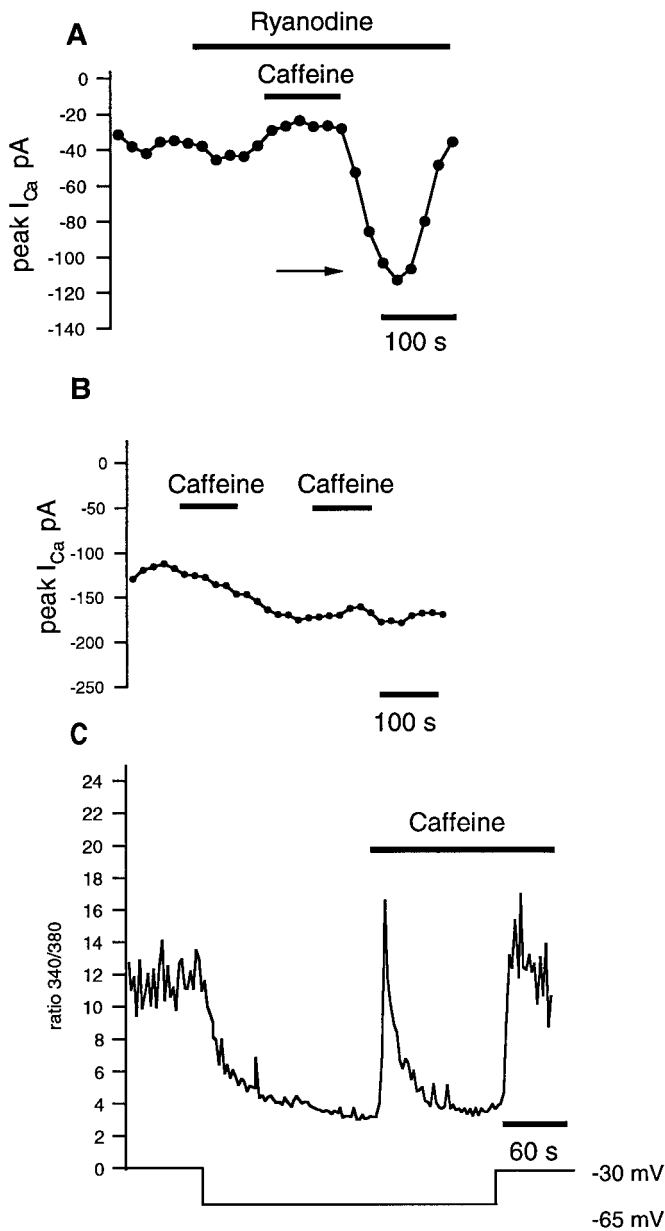 A
Ryanodine
Caffeine
peak I_Ca pA
0
-20
-40
-60
-80
-100
-120
-140
100 s
B
Caffeine Caffeine
peak I_Ca pA
0
-50
-100
-150
-200
-250
100 s
C
Caffeine
ratio 340/380
24
22
20
18
16
14
12
10
8
6
4
2
0
60 s
-30 mV
-65 mV